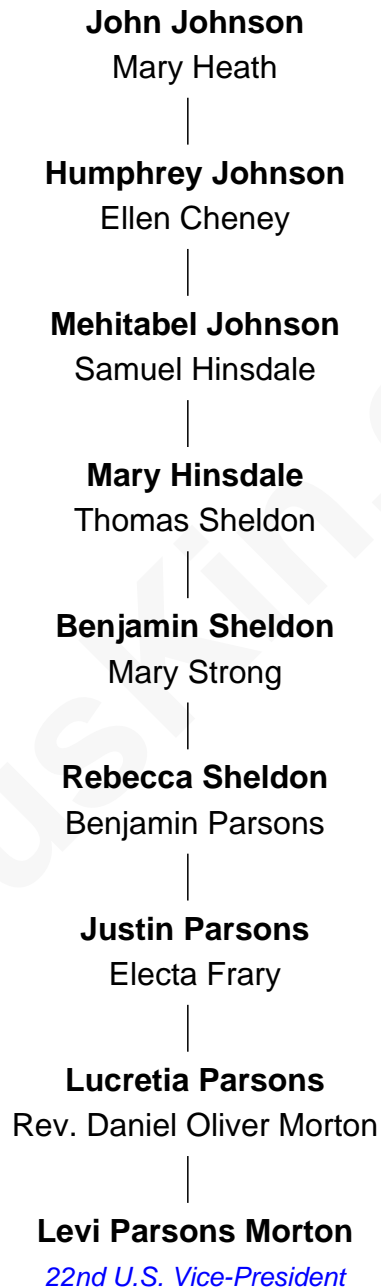 John Johnson
Mary Heath
Humphrey Johnson
Ellen Cheney
Mehitabel Johnson
Samuel Hinsdale
Mary Hinsdale
Thomas Sheldon
Benjamin Sheldon
Mary Strong
Rebecca Sheldon
Benjamin Parsons
Justin Parsons
Electa Frary
Lucretia Parsons
Rev. Daniel Oliver Morton
Levi Parsons Morton
22nd U.S. Vice-President